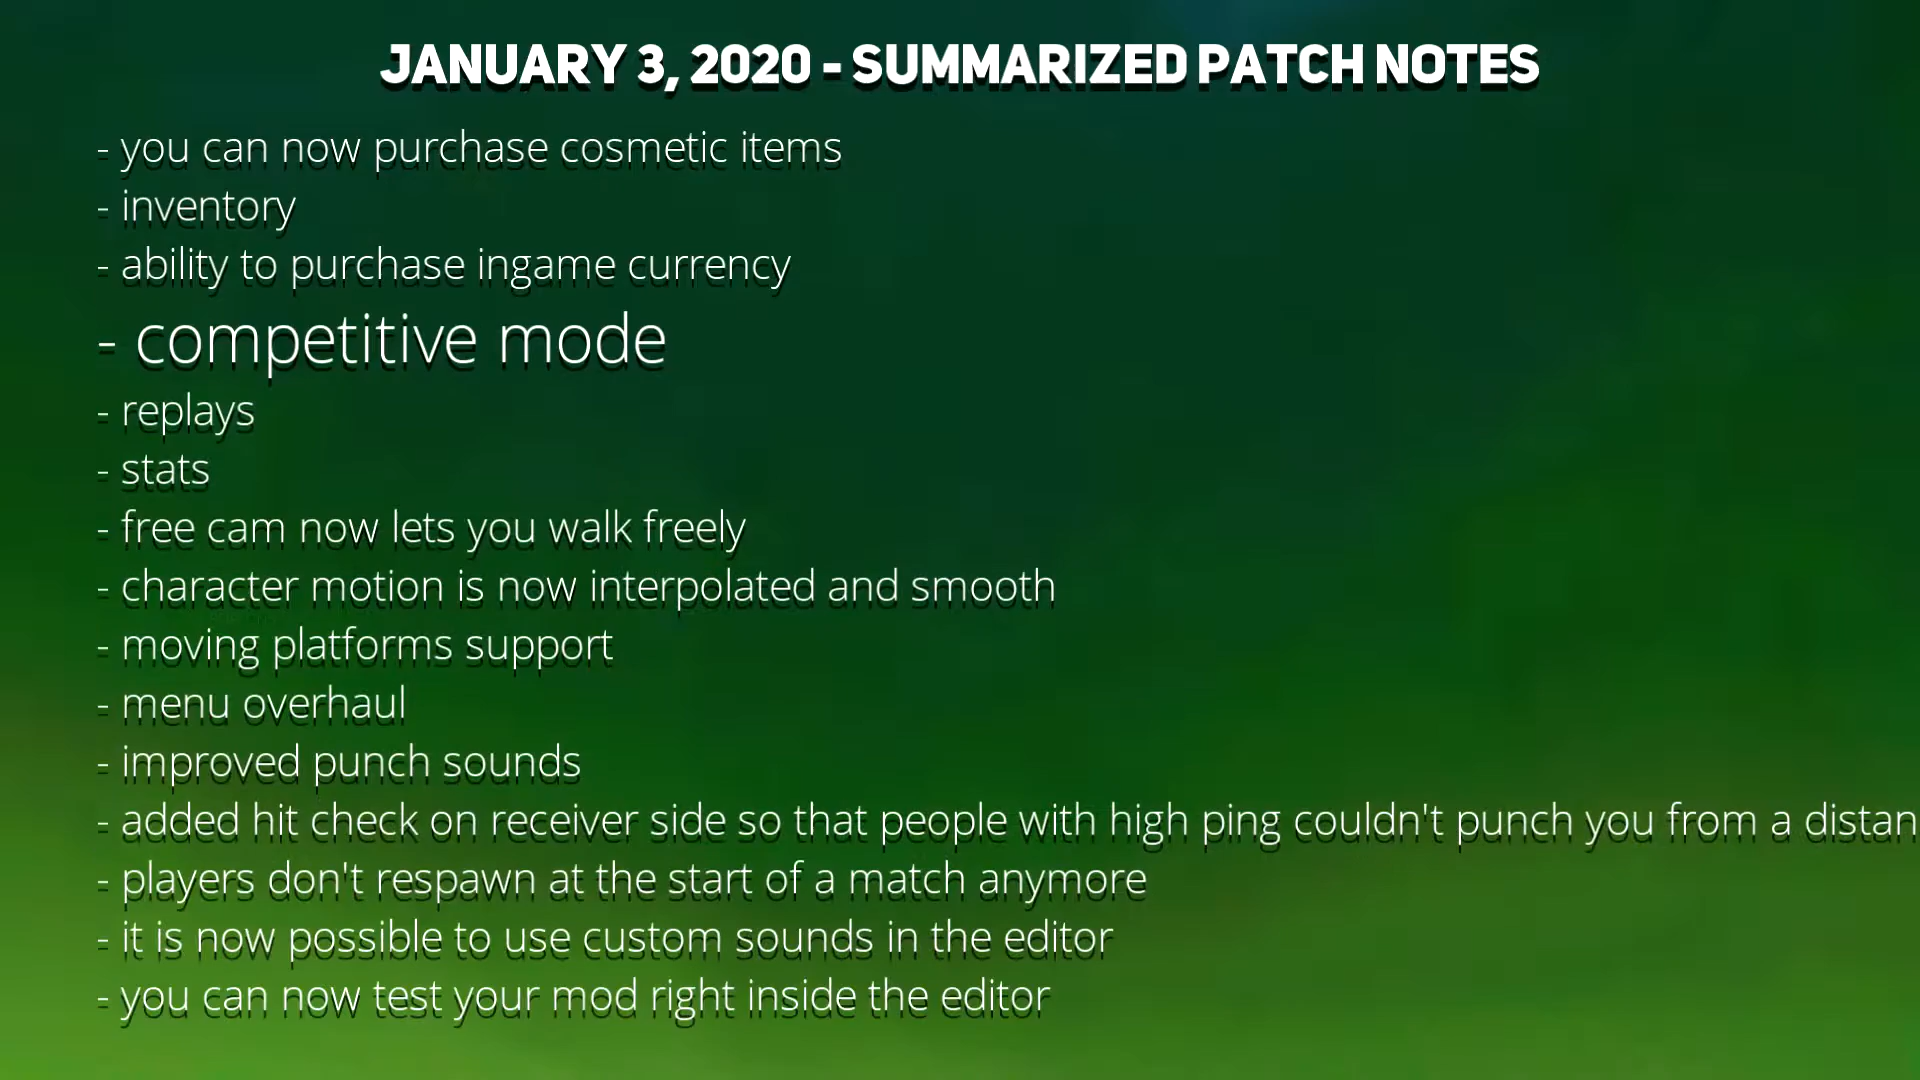 JANUARY 3, 2020 - SUMMARIZED PATCH NOTES
- you can now purchase cosmetic items
- inventory
- ability to purchase ingame currency
- competitive mode
- replays
- stats
- free cam now lets you walk freely
- character motion is now interpolated and smooth
- moving platforms support
- menu overhaul
- improved punch sounds
- added hit check on receiver side so that people with high ping couldn't punch you from a distan
- players don't respawn at the start of a match anymore
- it is now possible to use custom sounds in the editor
- you can now test your mod right inside the editor